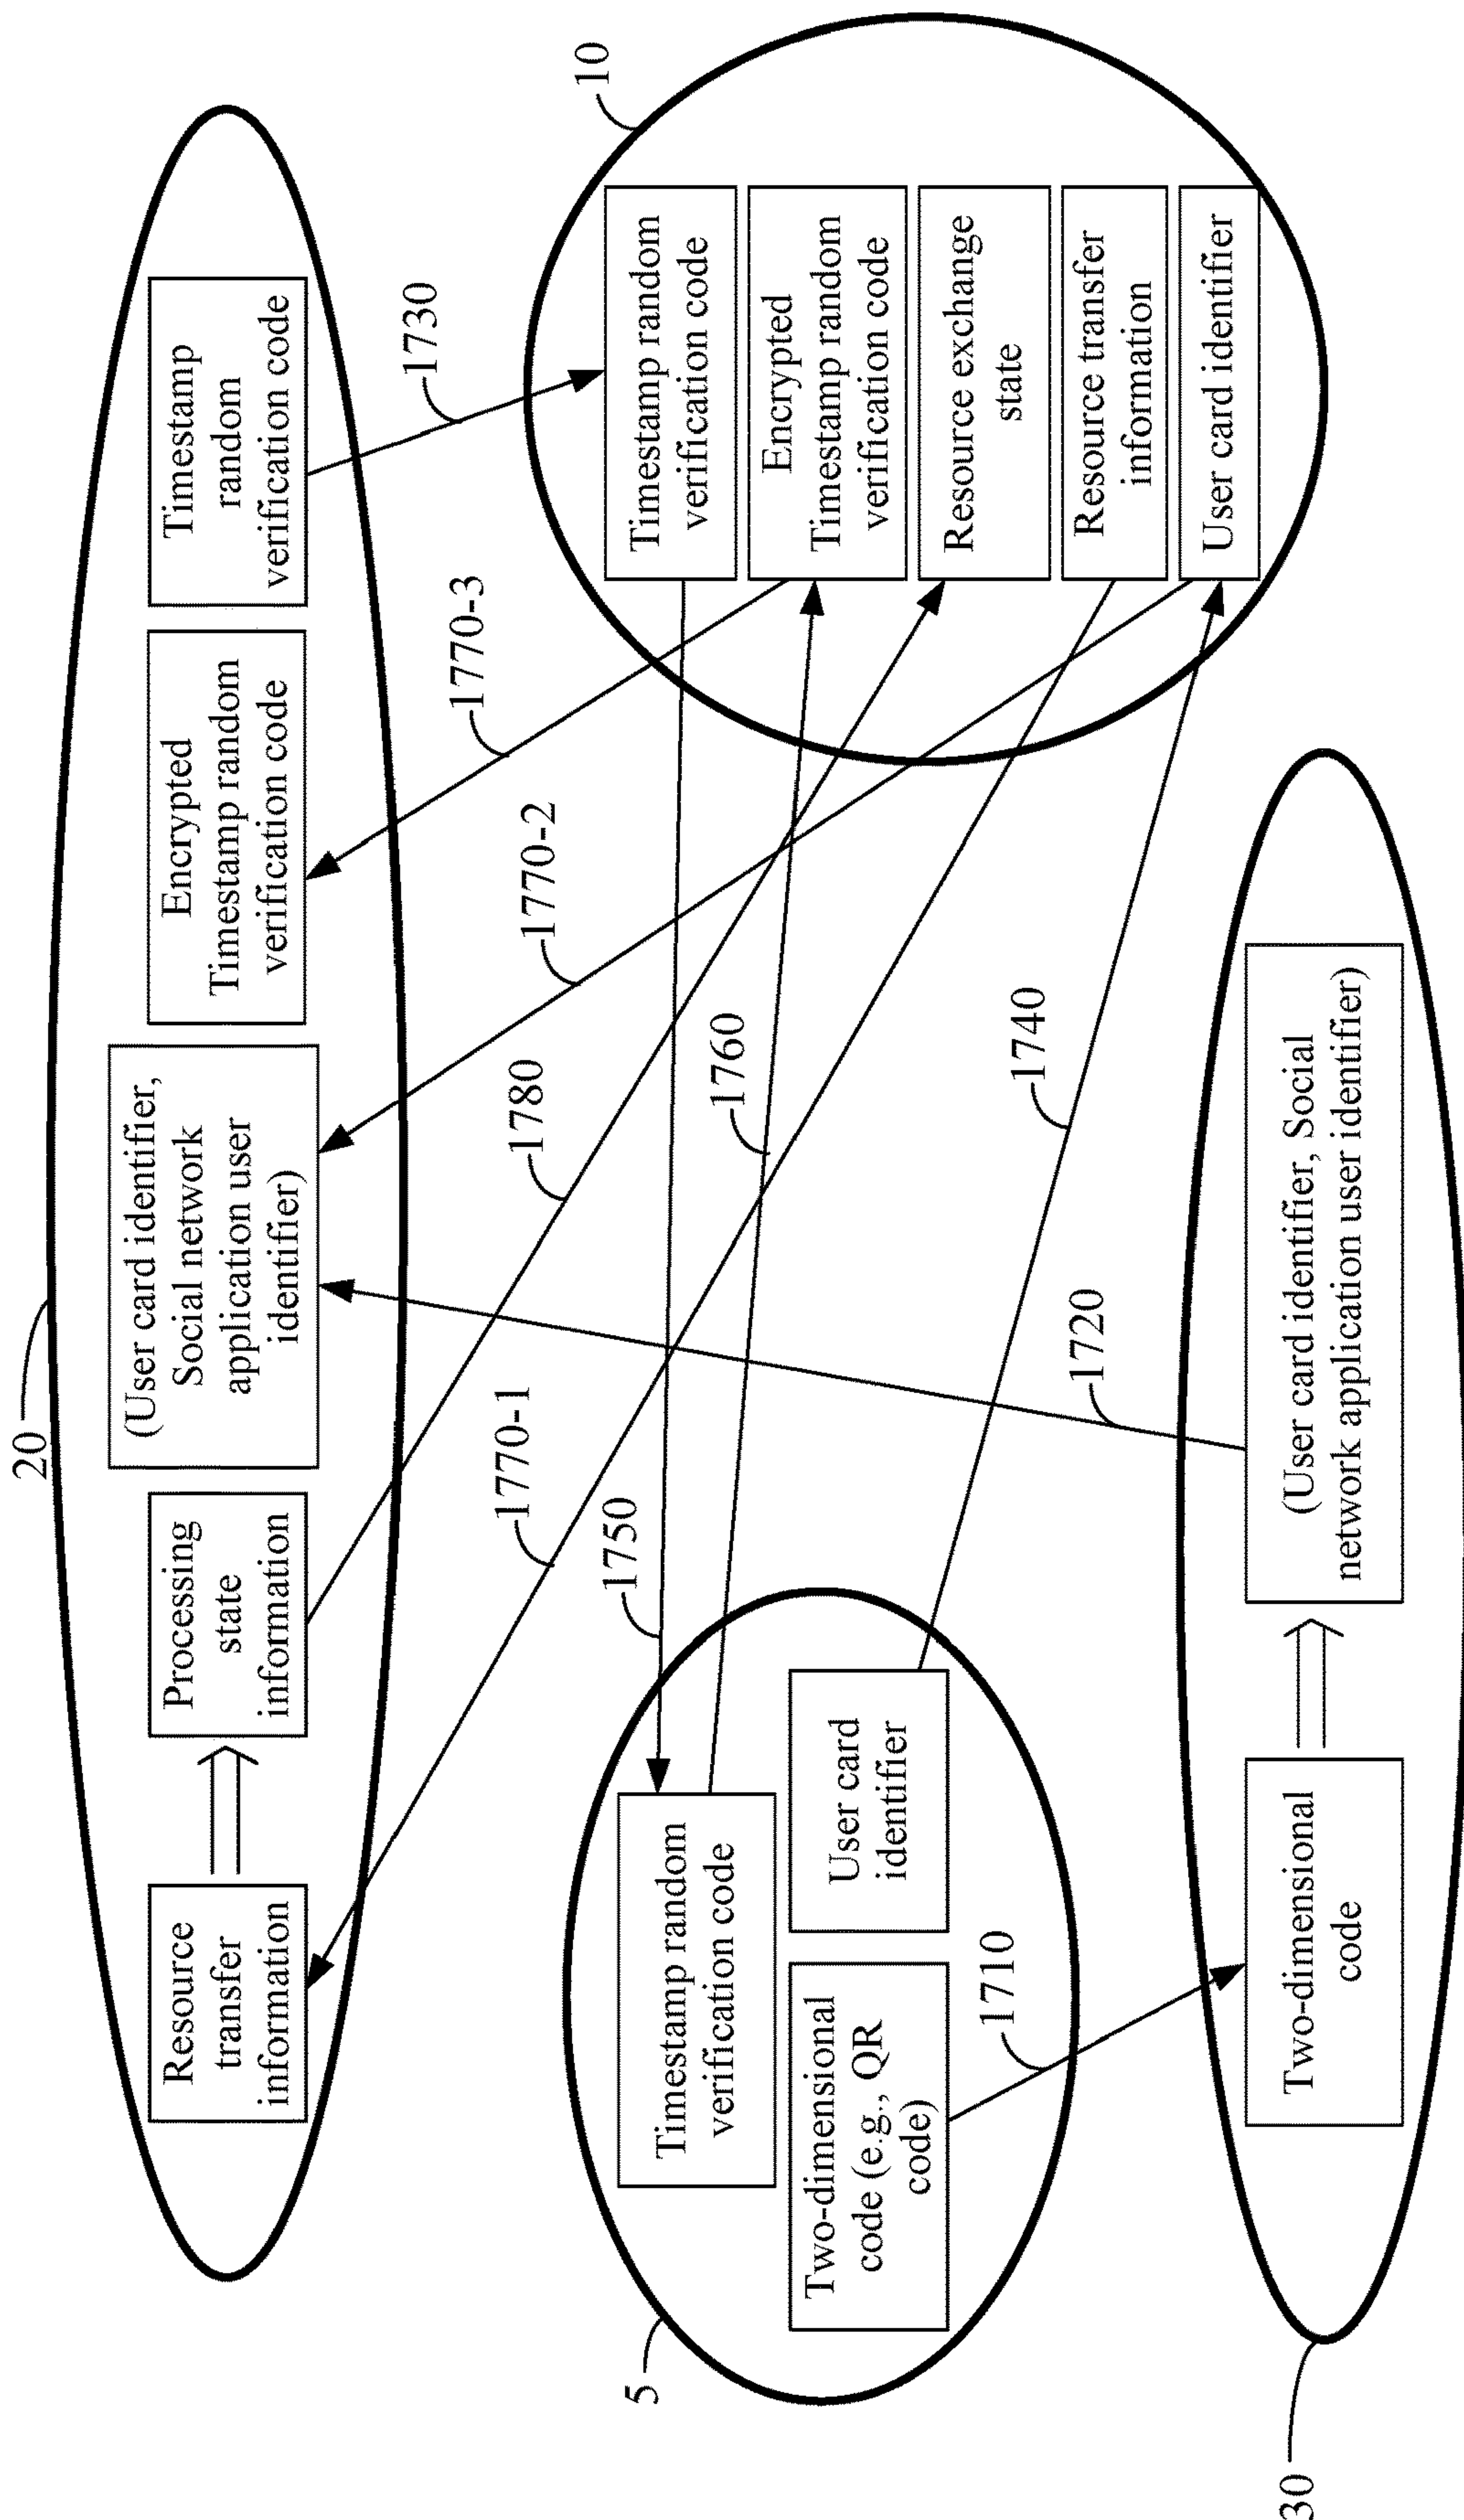 20
Resource
transfer
information
Processing
state
information
(User card identifier,
Social network
application user
identifier)
Encrypted
Timestamp random
verification code
Timestamp
random
verification code
1770-1
1780
1770-2
1770-3
1730
10
1750
1760
5
Timestamp random
verification code
Two-dimensional
code (e.g., QR
code)
User card
identifier
1710
1740
1720
Timestamp random
verification code
Encrypted
Timestamp random
verification code
Resource exchange
state
Resource transfer
information
User card identifier
30
Two-dimensional
code
(User card identifier, Social
network application user identifier)